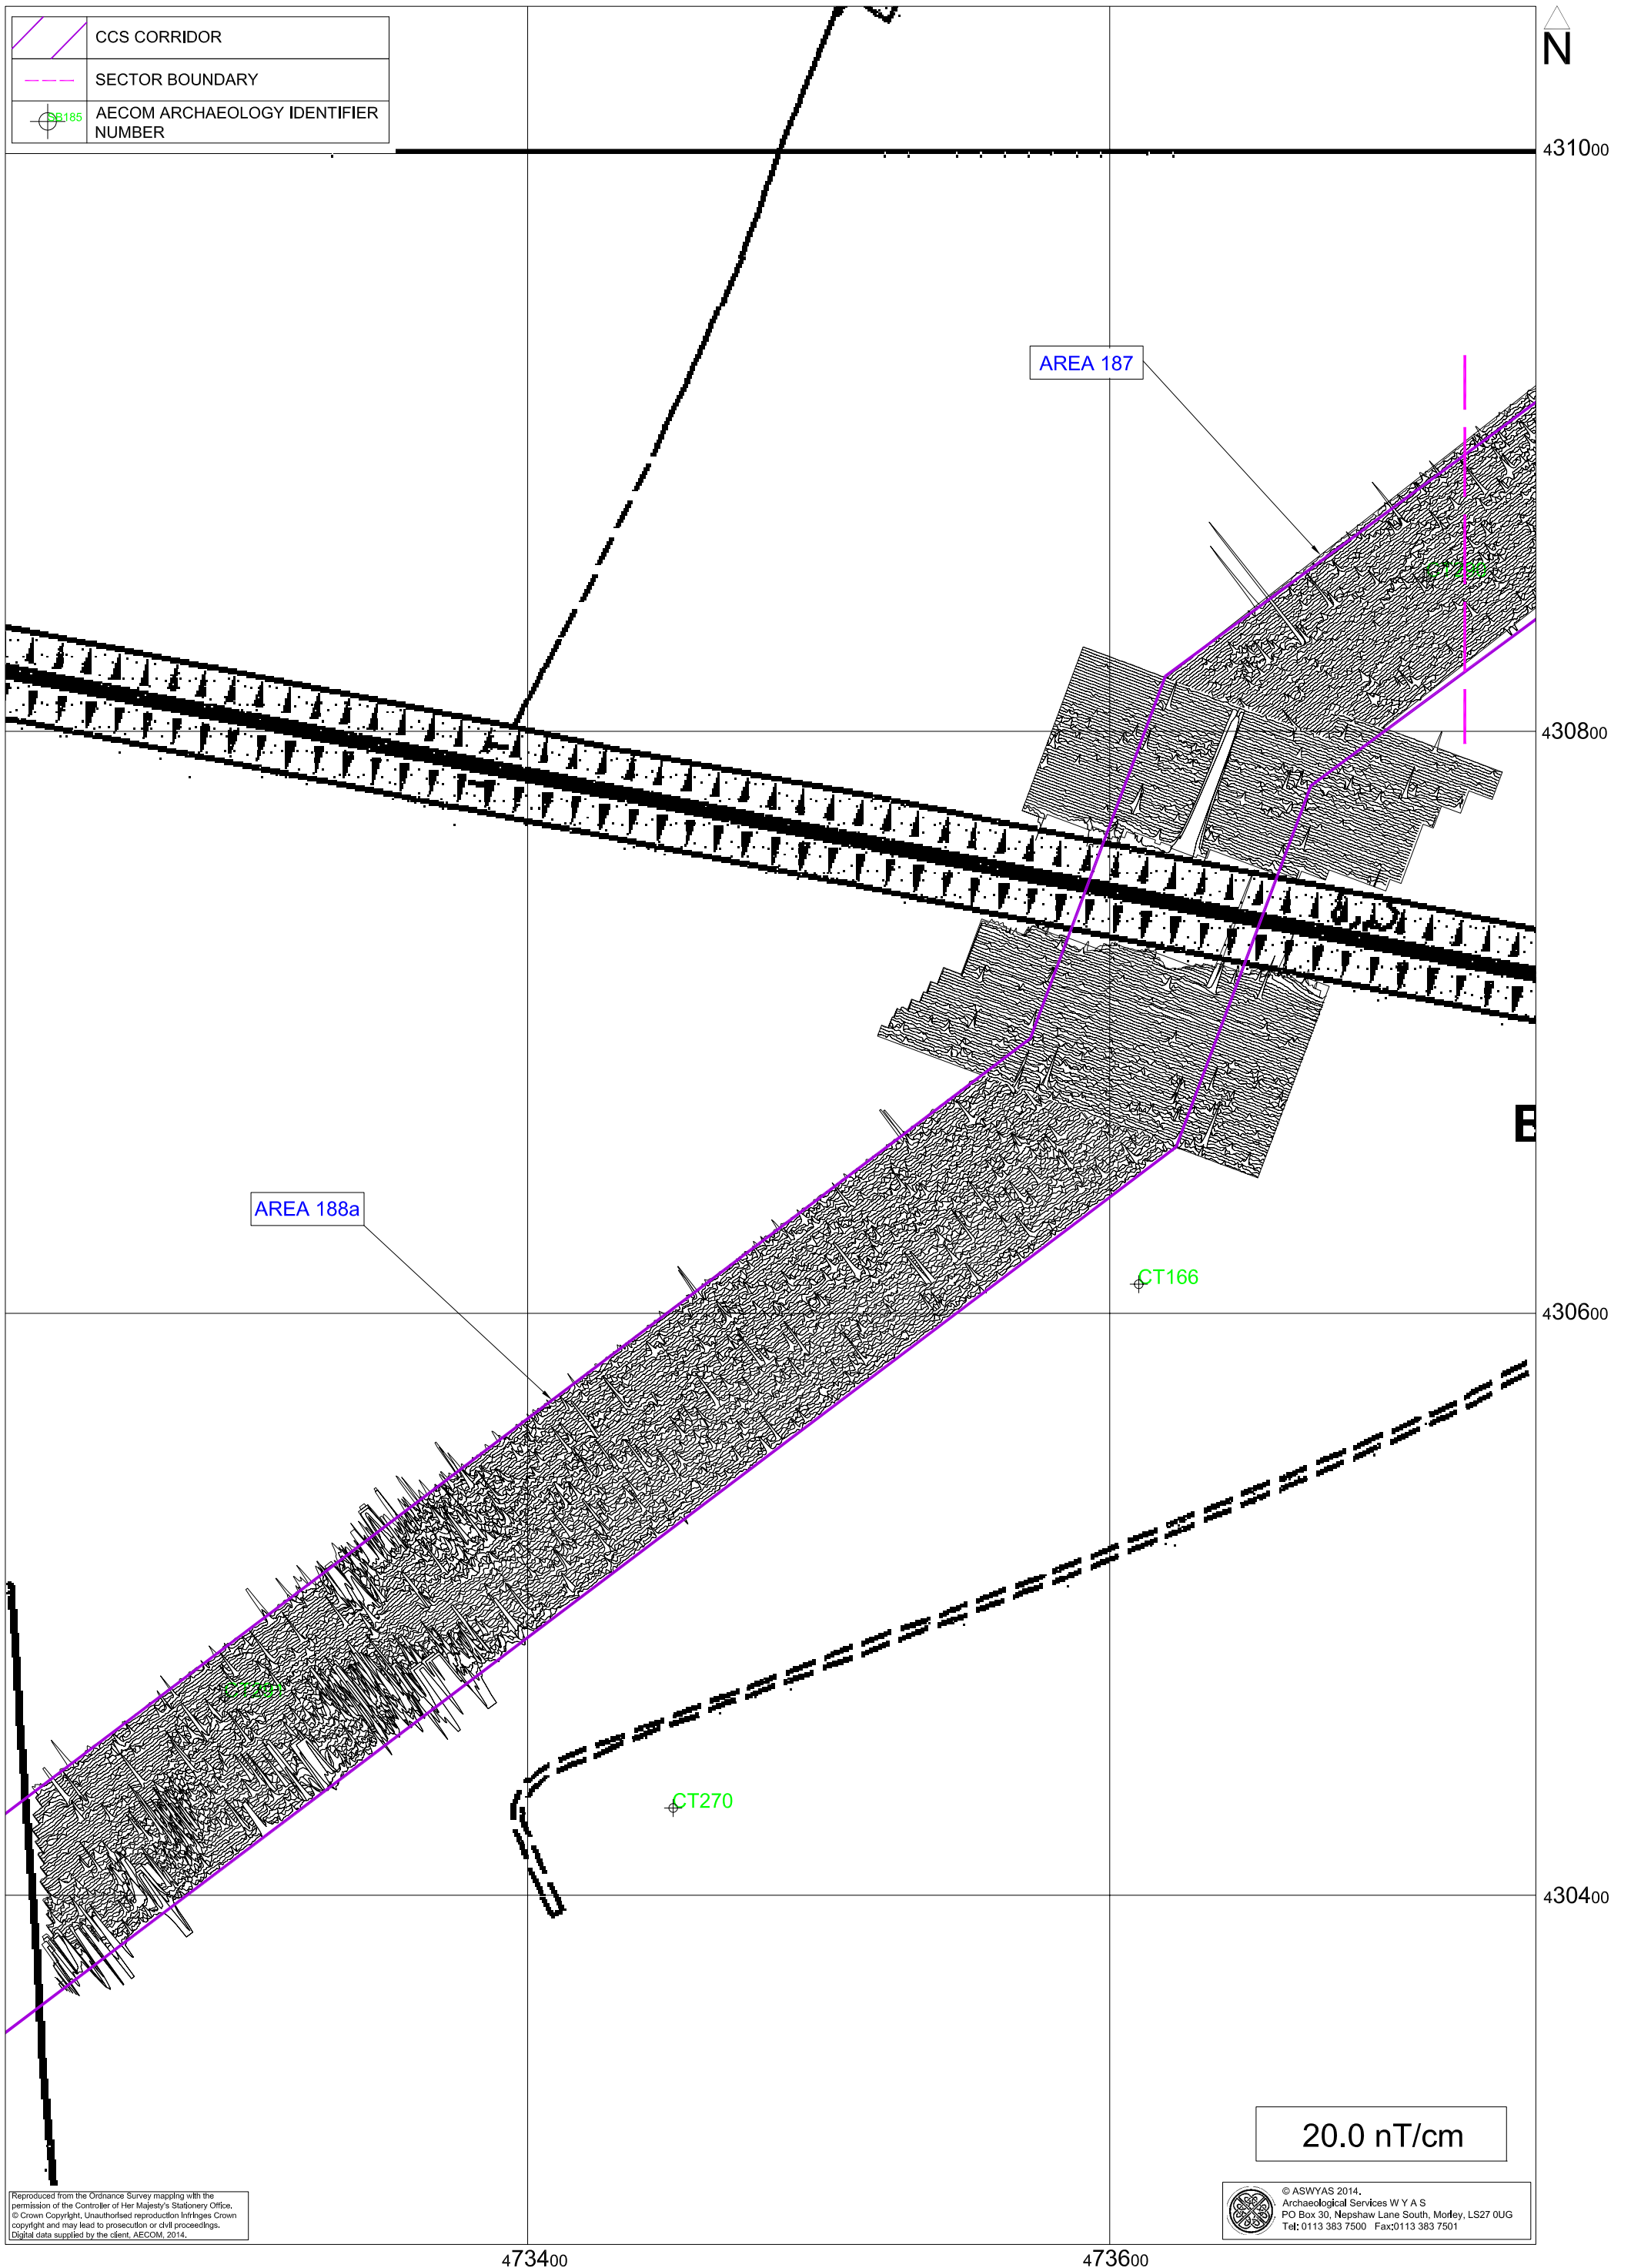 CCS CORRIDOR
SECTOR BOUNDARY
SB185
AECOM ARCHAEOLOGY IDENTIFIER
NUMBER
N
431000
AREA 187
430800
B
AREA 188a
CT166
430600
CT270
430400
20.0 nT/cm
Reproduced from the Ordnance Survey mapping with the
permission of the Controller of Her Majesty's Stationery Office.
© Crown Copyright. Unauthorised reproduction infringes Crown
copyright and may lead to prosecution or civil proceedings.
Digital data supplied by the client, AECOM, 2014.
© ASWYAS 2014.
Archaeological Services W Y A S
PO Box 30, Nepshaw Lane South, Morley, LS27 0UG
Tel: 0113 383 7500 Fax:0113 383 7501
473400
473600